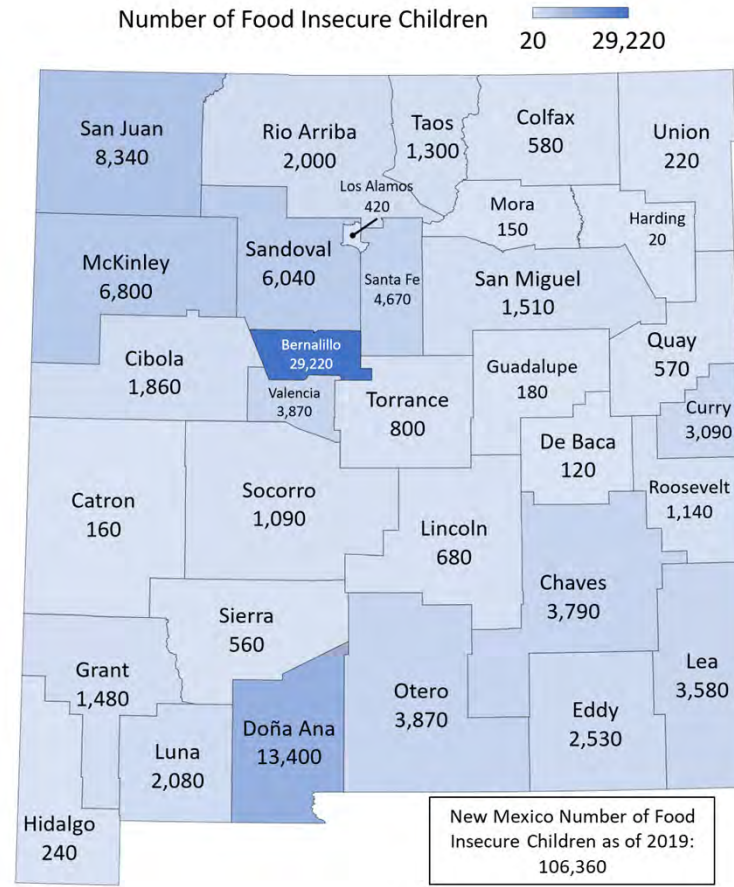 Number of Food Insecure Children
20 29,220
San Juan
8,340
Rio Arriba
2,000
Taos
1,300
Colfax
580
Union
220
Los Alamos
420
Mora
150
Harding
20
McKinley
6,800
Sandoval
6,040
Santa Fe
4,670
San Miguel
1,510
Cibola
1,860
Bernalillo
29,220
Valencia
3,870
Torrance
800
Guadalupe
180
Quay
570
Curry
3,090
De Baca
120
Roosevelt
1,140
Catron
160
Socorro
1,090
Lincoln
680
Chaves
3,790
Sierra
560
Grant
1,480
Lea
3,580
Otero
3,870
Eddy
2,530
Doña Ana
13,400
Luna
2,080
Hidalgo
240
New Mexico Number of Food
Insecure Children as of 2019:
106,360